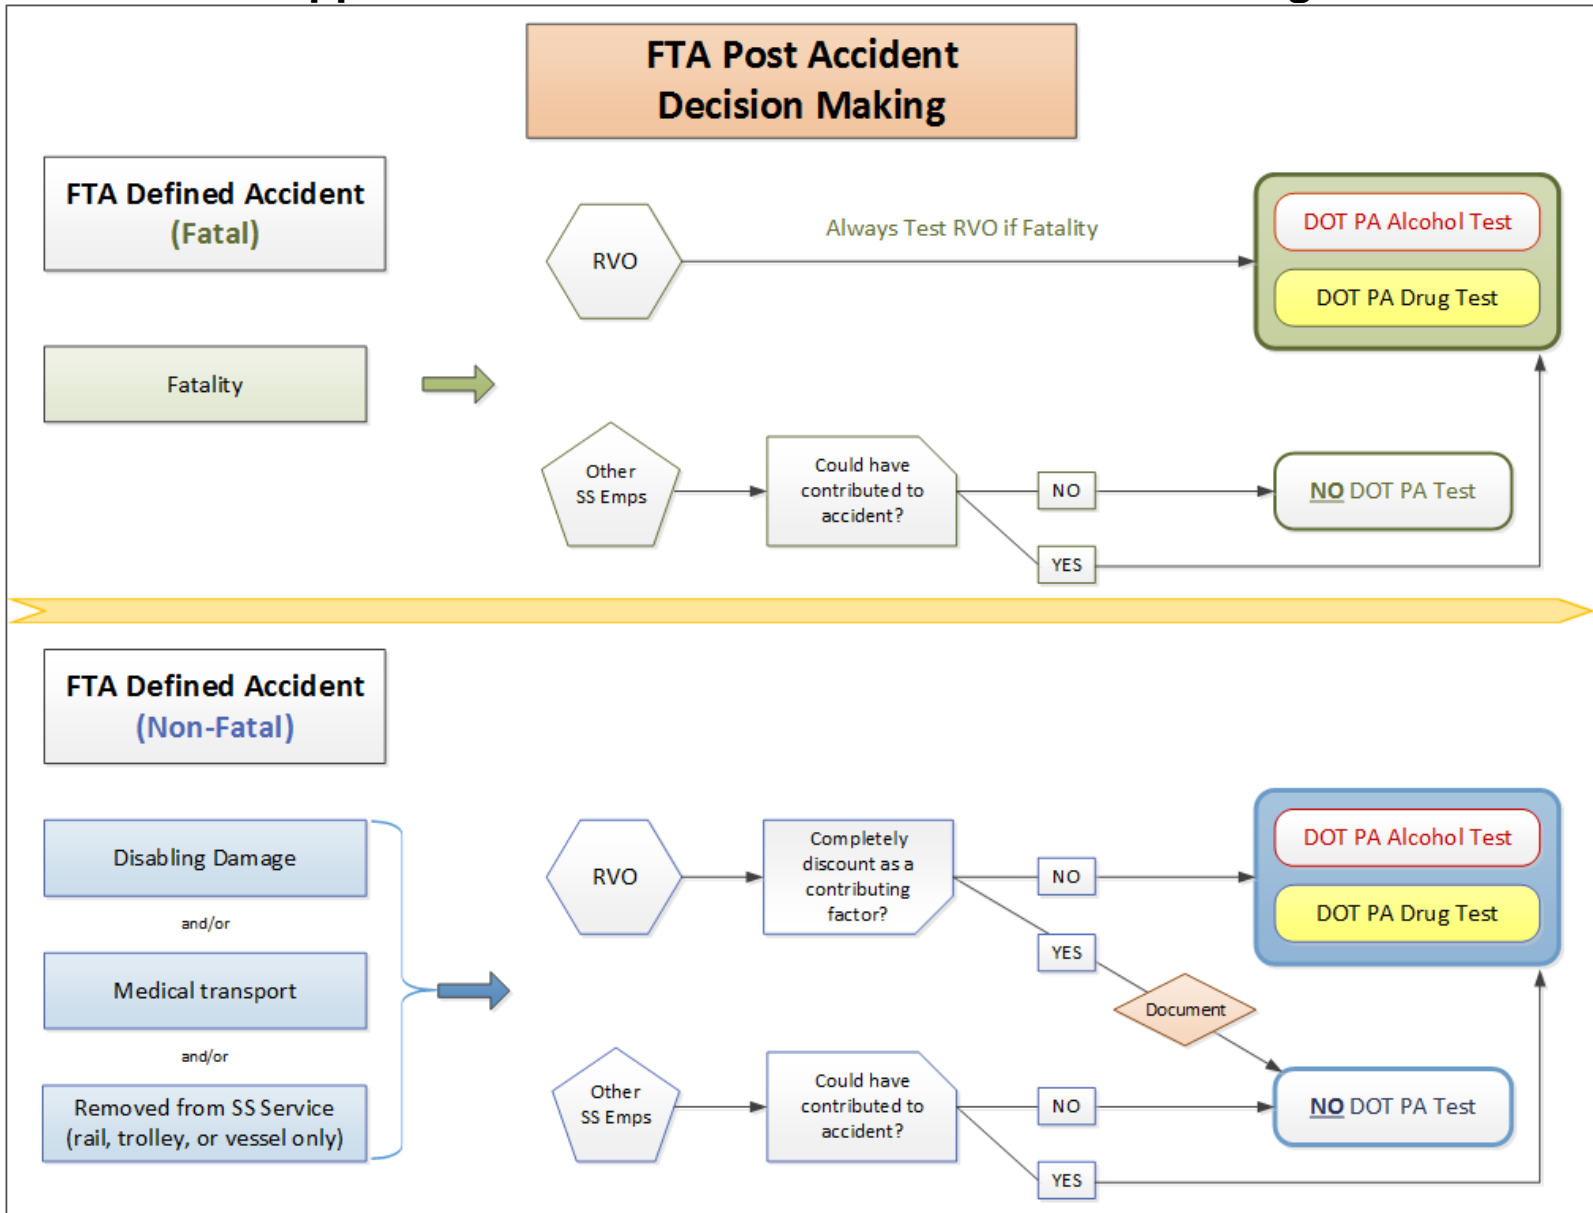 FTA Post Accident
Decision Making
FTA Defined Accident
(Fatal)
Fatality
RVO
Always Test RVO if Fatality
DOT PA Alcohol Test
DOT PA Drug Test
Other
SS Emps
Could have
contributed to
accident?
NO
YES
NO DOT PA Test
FTA Defined Accident
(Non-Fatal)
Disabling Damage
and/or
Medical transport
and/or
Removed from SS Service
(rail, trolley, or vessel only)
RVO
Completely
discount as a
contributing
factor?
NO
YES
Document
DOT PA Alcohol Test
DOT PA Drug Test
Other
SS Emps
Could have
contributed to
accident?
NO
YES
NO DOT PA Test